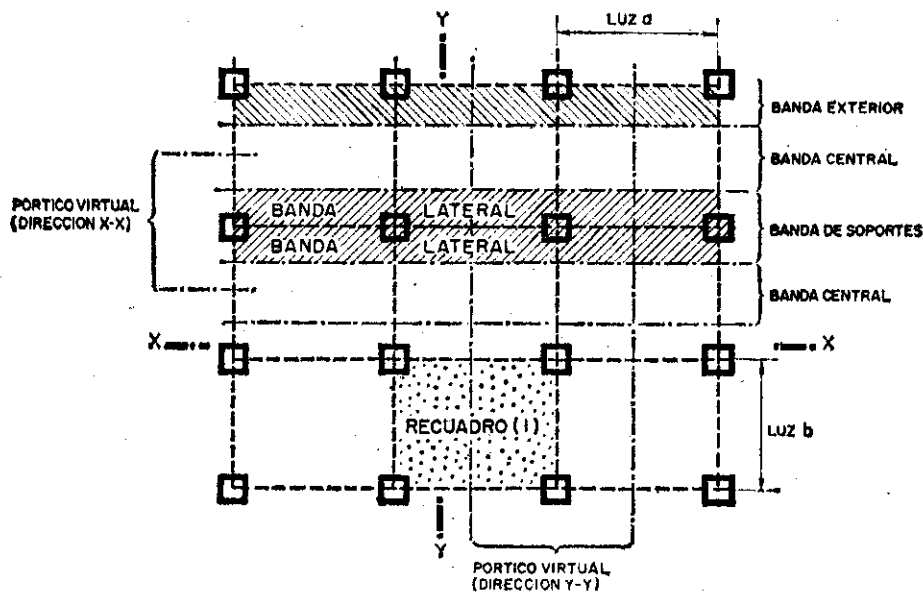 Y
LUZ a
BANDA EXTERIOR
BANDA CENTRAL
PORTICO VIRTUAL
(DIRECCION X-X)
BANDA LATERAL
BANDA LATERAL
BANDA DE SOPORTES
BANDA CENTRAL
X
X
RECUADRO (I)
LUZ b
Y
PORTICO VIRTUAL
(DIRECCION Y-Y)